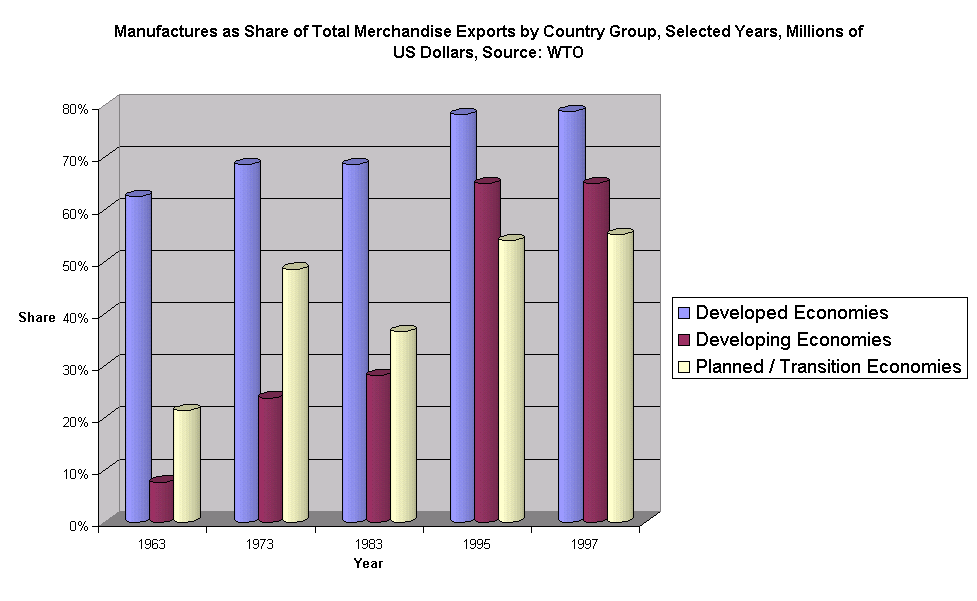 Manufactures as Share of Total Merchandise Exports by Country Group, Selected Years, Millions of
US Dollars, Source: WTO
80%
70%
60%
50%
40%
30%
20%
10%
0%
Share
1963 1973 1983 1995 1997
Year
Developed Economies
Developing Economies
Planned / Transition Economies